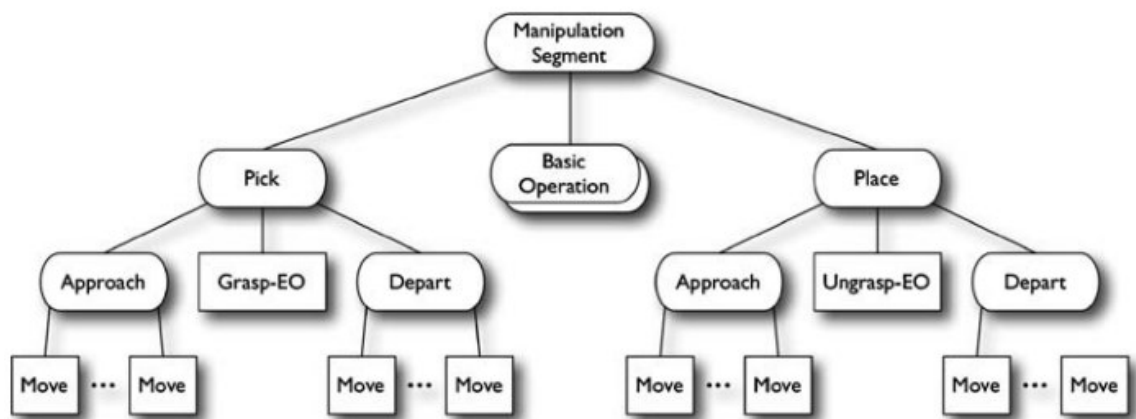 Manipulation
Segment
Basic
Operation
Pick
Place
Approach
Grasp-EO
Depart
Approach
Ungrasp-EO
Depart
Move ••• Move
Move ••• Move
Move ••• Move
Move ••• Move